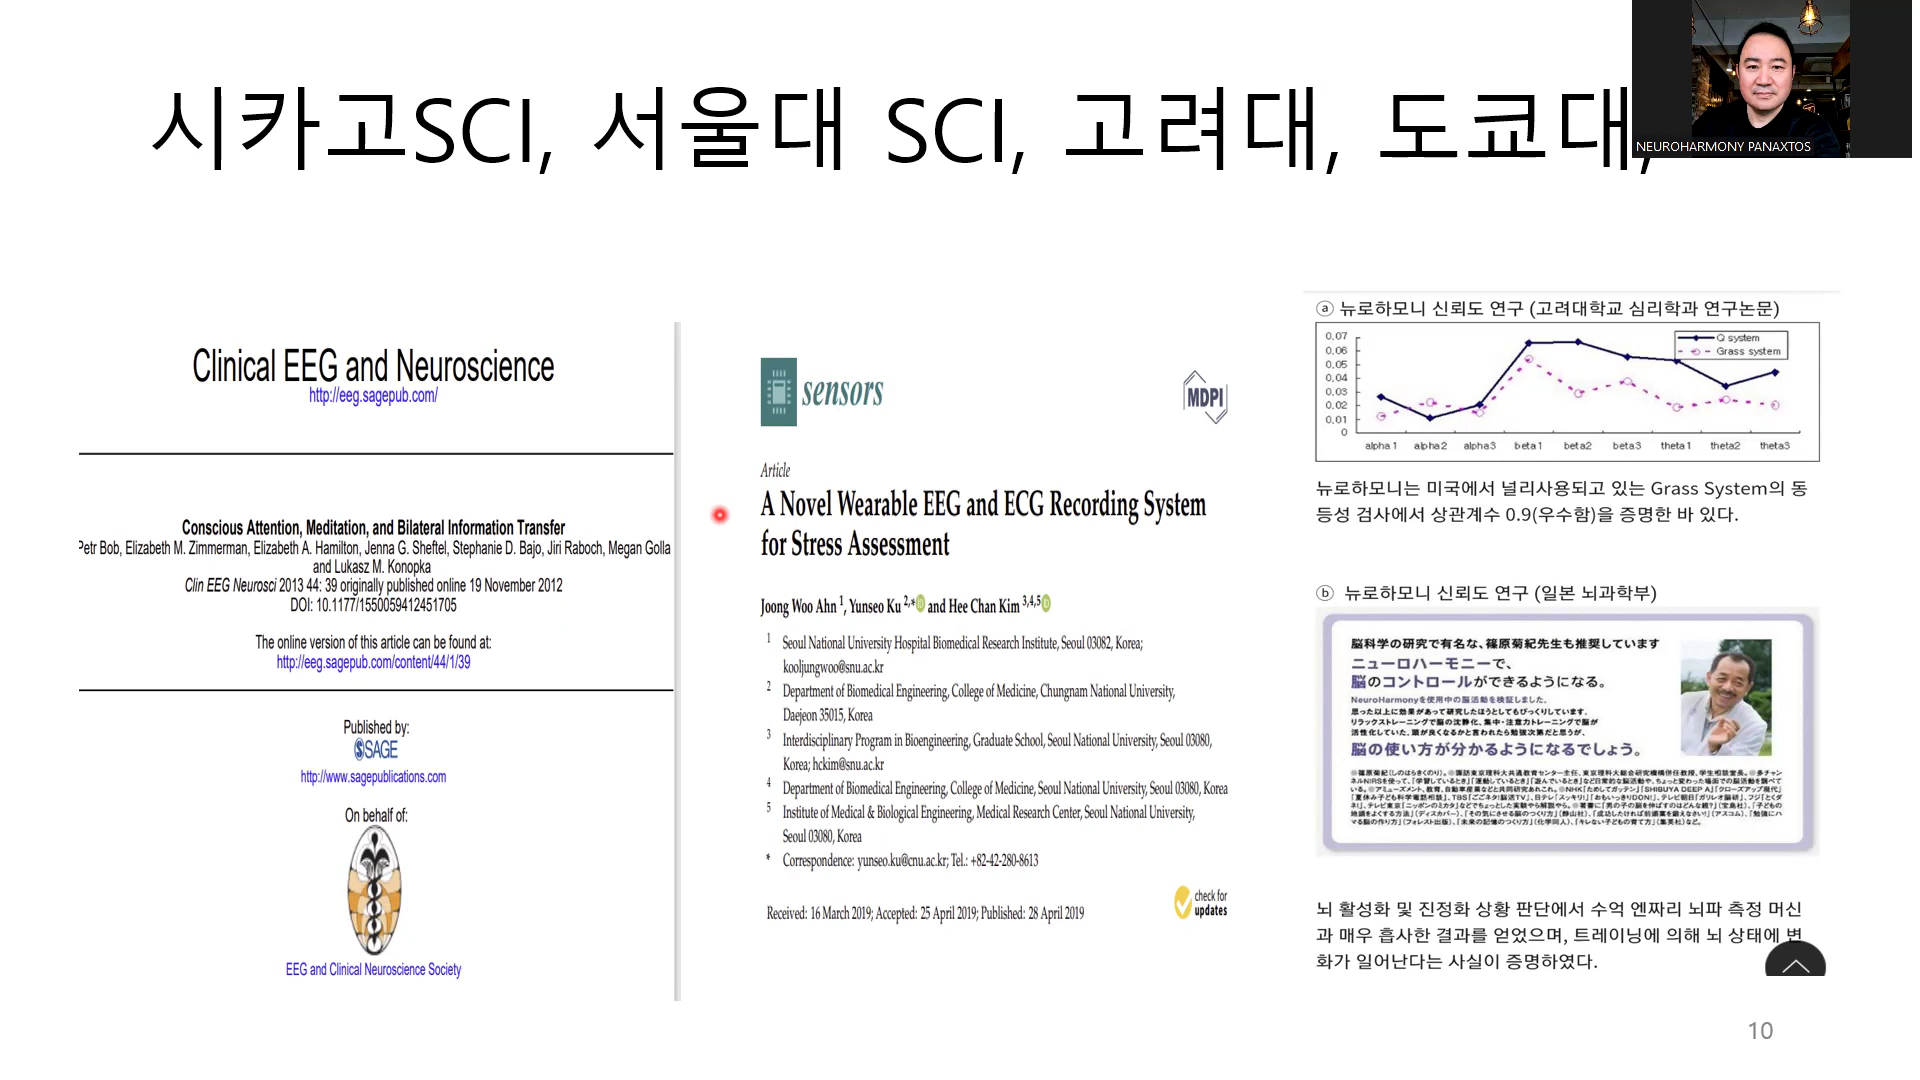 시카고SCI, 서울대 SCI, 고려대, 도쿄대,
NEUROHARMONY PANAXTOS
Clinical EEG and Neuroscience
http://eeg.sagepub.com/
Conscious Attention, Meditation, and Bilateral Information Transfer
Petr Bob, Elizabeth M. Zimmerman, Elizabeth A. Hamilton, Jenna G. Sheftel, Stephanie D. Bajo, Jiri Raboch, Megan Golla
and Lukasz M. Konopka
Clin EEG Neurosci 2013 44: 39 originally published online 19 November 2012
DOI: 10.1177/1550059412451705
The online version of this article can be found at:
http://eeg.sagepub.com/content/44/1/39
Published by:
SAGE
http://www.sagepublications.com
On behalf of:
EEG and Clinical Neuroscience Society
sensors
MDPI
Article
A Novel Wearable EEG and ECG Recording System
for Stress Assessment
Joong Woo Ahn 1, Yunseo Ku 2,* and Hee Chan Kim 3,4,5
1 Seoul National University Hospital Biomedical Research Institute, Seoul 03082, Korea;
kooljungwoo@snu.ac.kr
2 Department of Biomedical Engineering, College of Medicine, Chungnam National University,
Daejeon 35015, Korea
3 Interdisciplinary Program in Bioengineering, Graduate School, Seoul National University, Seoul 03080,
Korea; hckim@snu.ac.kr
4 Department of Biomedical Engineering, College of Medicine, Seoul National University, Seoul 03080, Korea
5 Institute of Medical & Biological Engineering, Medical Research Center, Seoul National University,
Seoul 03080, Korea
* Correspondence: yunseo.ku@cnu.ac.kr; Tel.: +82-42-280-8613
Received: 16 March 2019; Accepted: 25 April 2019; Published: 28 April 2019
check for
updates
ⓐ 뉴로하모니 신뢰도 연구 (고려대학교 심리학과 연구논문)
0,07
0,06
0,05
0,04
0,03
0,02
0,01
0
Q system
Grass system
alpha1 alpha2 alpha3 beta1 beta2 beta3 theta1 theta2 theta3
뉴로하모니는 미국에서 널리사용되고 있는 Grass System의 동
등성 검사에서 상관계수 0.9(우수함)을 증명한 바 있다.
ⓑ 뉴로하모니 신뢰도 연구 (일본 뇌과학부)
脳科学の研究で有名な、篠原菊紀先生も推奨しています
ニューロハーモニーで、
脳のコントロールができるようになる。
NeuroHarmonyを使用中の脳活動を検証しました。
思った以上に効果があって研究したほうとしてもびっくりしています。
リラックストレーニングで脳の沈静化、集中・注意力トレーニングで脳が
活性化していた。頭が良くなるかと言われたら勉強次第だと思うが、
脳の使い方が分かるようになるでしょう。
뇌 활성화 및 진정화 상황 판단에서 수억 엔짜리 뇌파 측정 머신
과 매우 흡사한 결과를 얻었으며, 트레이닝에 의해 뇌 상태에 변
화가 일어난다는 사실이 증명하였다.
10